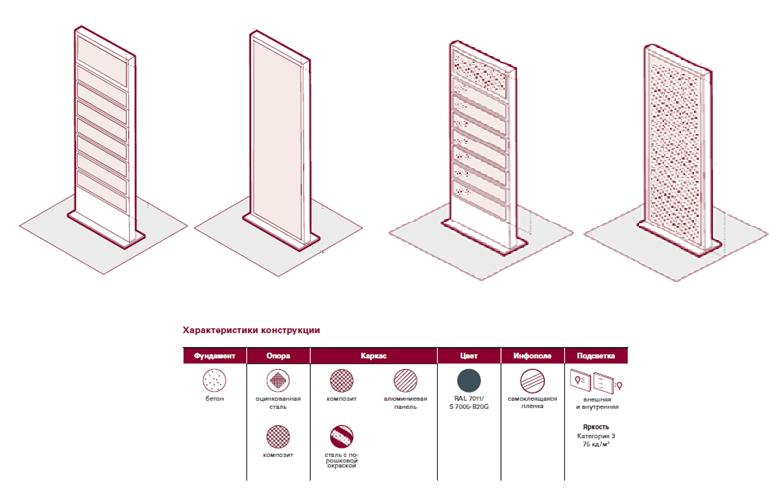 Характеристики конструкции
Фундамент
Опора
Каркас
Цвет
Инфополе
Подсветка
бетон
оцинкованная
сталь
композит
алюминиевая
панель
RAL 7011/
S 7005-B20G
самоклеящаяся
пленка
внешняя
и внутренняя
композит
сталь с по-
рошковой
окраской
Яркость
Категория 3
75 кд/м²